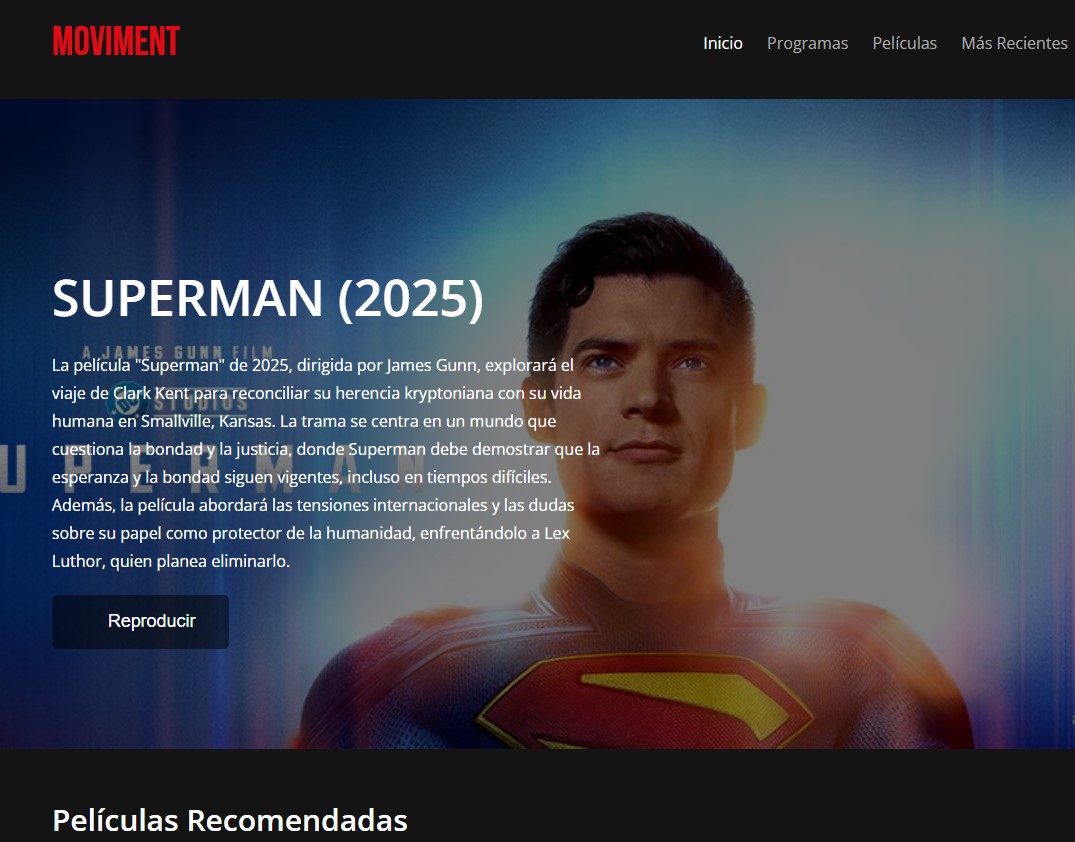 MOVIMENT
Inicio Programas Películas Más Recientes
SUPERMAN (2025)
A JAMES GUNN FILM
La película "Superman" de 2025, dirigida por James Gunn, explorará el
viaje de Clark Kent para reconciliar su herencia kryptoniana con su vida
STUDIOS
humana en Smallville, Kansas. La trama se centra en un mundo que
cuestiona la bondad y la justicia, donde Superman debe demostrar que la
UPERMAN
esperanza y la bondad siguen vigentes, incluso en tiempos difíciles.
Además, la película abordará las tensiones internacionales y las dudas
sobre su papel como protector de la humanidad, enfrentándolo a Lex
Luthor, quien planea eliminarlo.
Reproducir
Películas Recomendadas